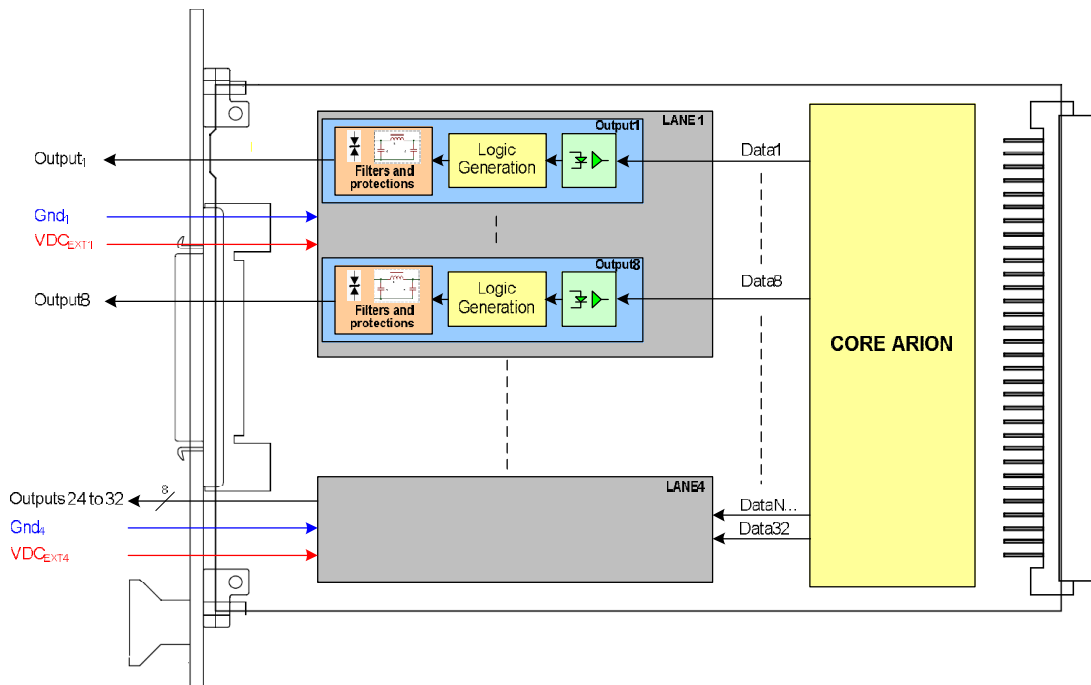 LANE 1
Output1
Output₁
Filters and
protections
Logic
Generation
Data1
Gnd₁
VDCEXT1
Output8
Output8
Filters and
protections
Logic
Generation
Data8
CORE ARION
LANE4
Outputs 24 to 32
8
DataN...
Gnd₄
Data32
VDCEXT4